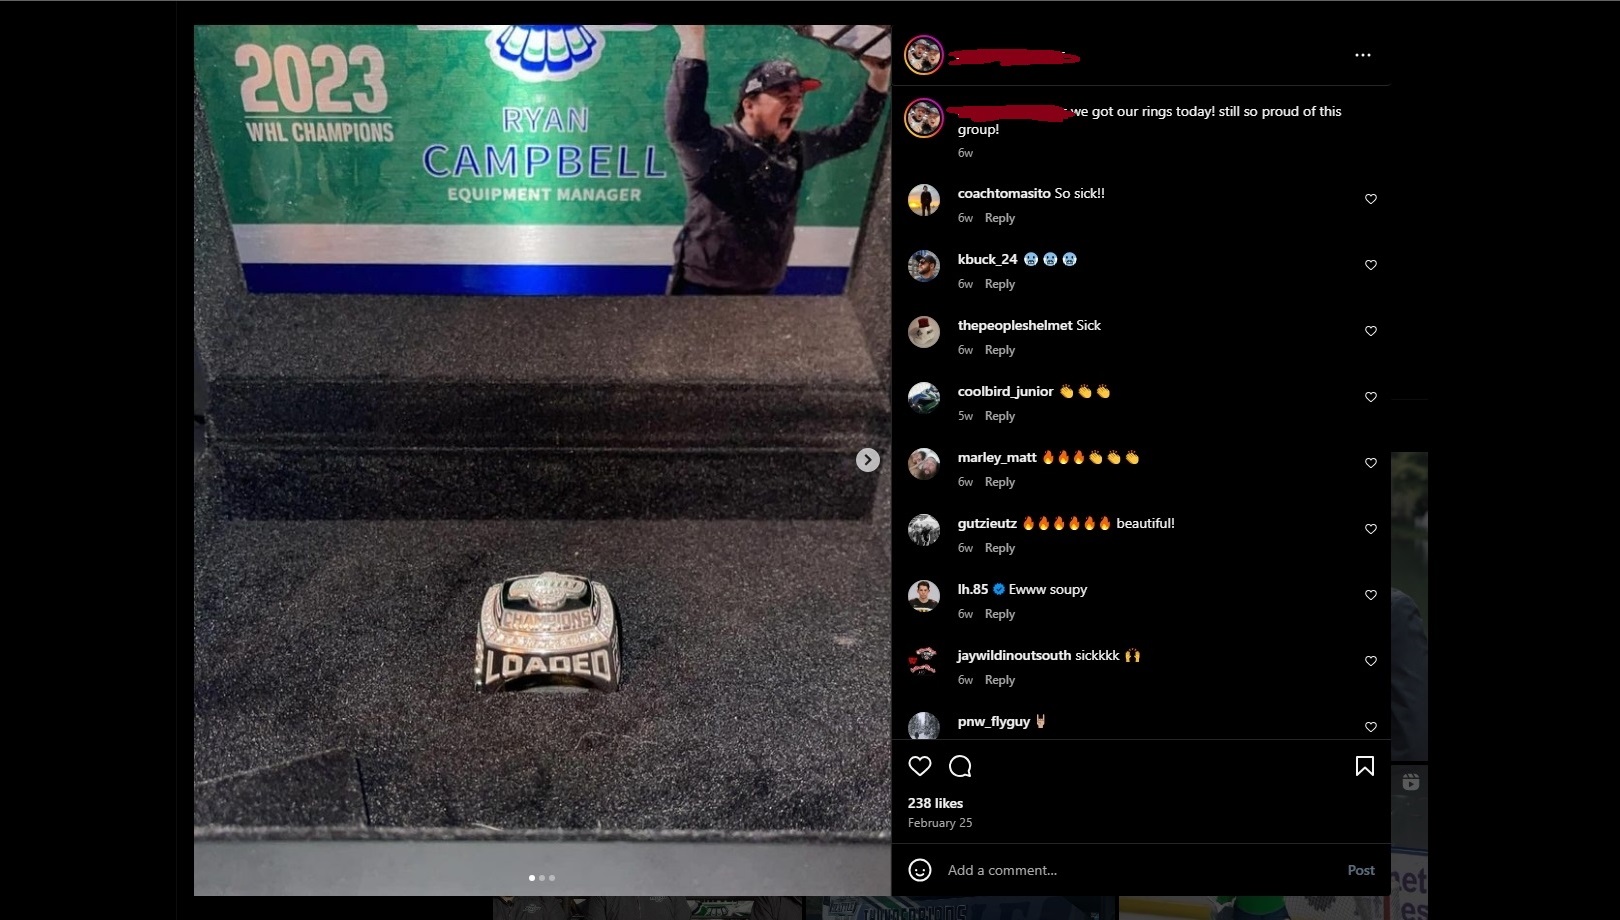 2023
WHL CHAMPIONS
RYAN
CAMPBELL
EQUIPMENT MANAGER
CHAMPIONS
LOADED
we got our rings today! still so proud of this
group!
6w
coachtomasito So sick!!
6w Reply
kbuck_24 🥶🥶🥶
6w Reply
thepeopleshelmet Sick
6w Reply
coolbird_junior 👏👏👏
5w Reply
marley_matt 🔥🔥🔥👏👏👏
6w Reply
gutzieutz 🔥🔥🔥🔥🔥🔥 beautiful!
6w Reply
lh.85 Ewww soupy
6w Reply
jaywildinoutsouth sickkkk 🙌
6w Reply
pnw_flyguy 🤘🏼
238 likes
February 25
Add a comment... Post